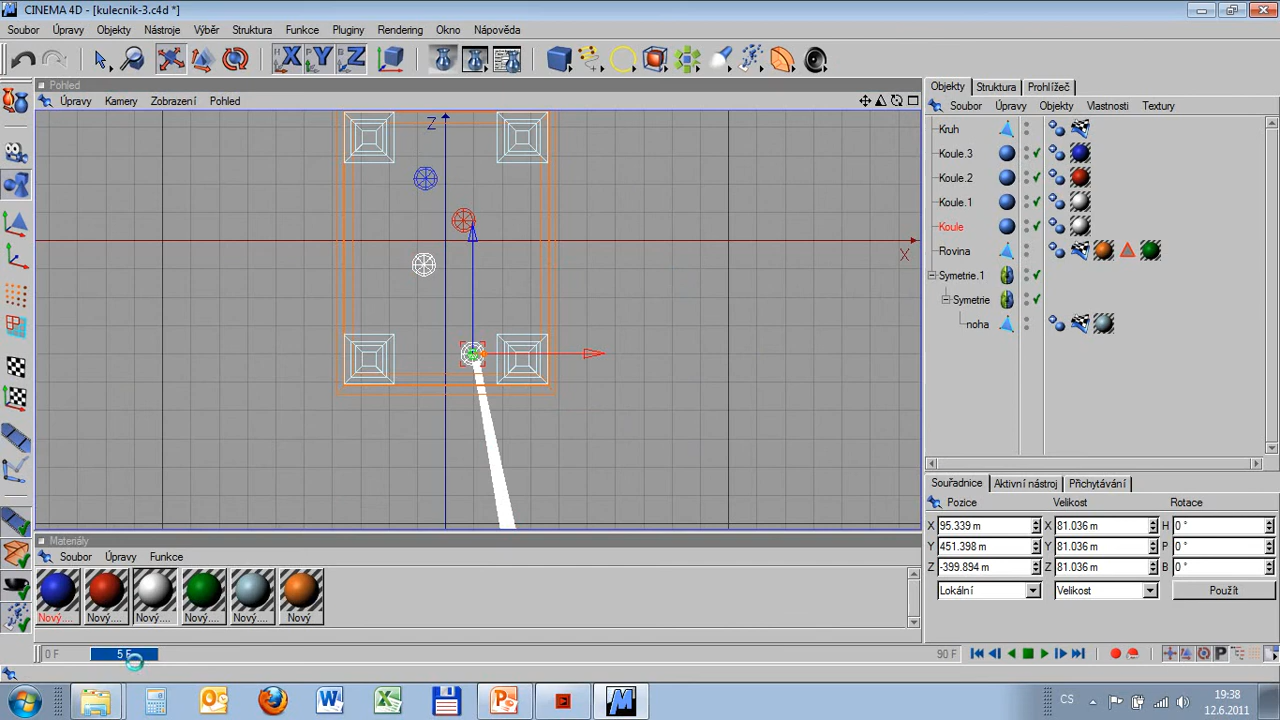 CINEMA 4D - [kulecnik-3.c4d *]
Soubor Úpravy Objekty Nástroje Výběr Struktura Funkce Pluginy Rendering Okno Nápověda
X Y Z
Pohled
Úpravy Kamery Zobrazení Pohled
Z
X
Objekty Struktura Prohlížeč
Soubor Úpravy Objekty Vlastnosti Textury
Kruh
Koule.3
Koule.2
Koule.1
Koule
Rovina
Symetrie.1
Symetrie
noha
Souřadnice Aktivní nástroj Přichytávání
Pozice Velikost Rotace
X 95.339 m X 81.036 m H 0 °
Y 451.398 m Y 81.036 m P 0 °
Z -399.894 m Z 81.036 m B 0 °
Lokální Velikost Použít
Materiály
Soubor Úpravy Funkce
Nový.... Nový.... Nový.... Nový.... Nový.... Nový
0 F 5 F 90 F
P
CS 19:38
12.6.2011